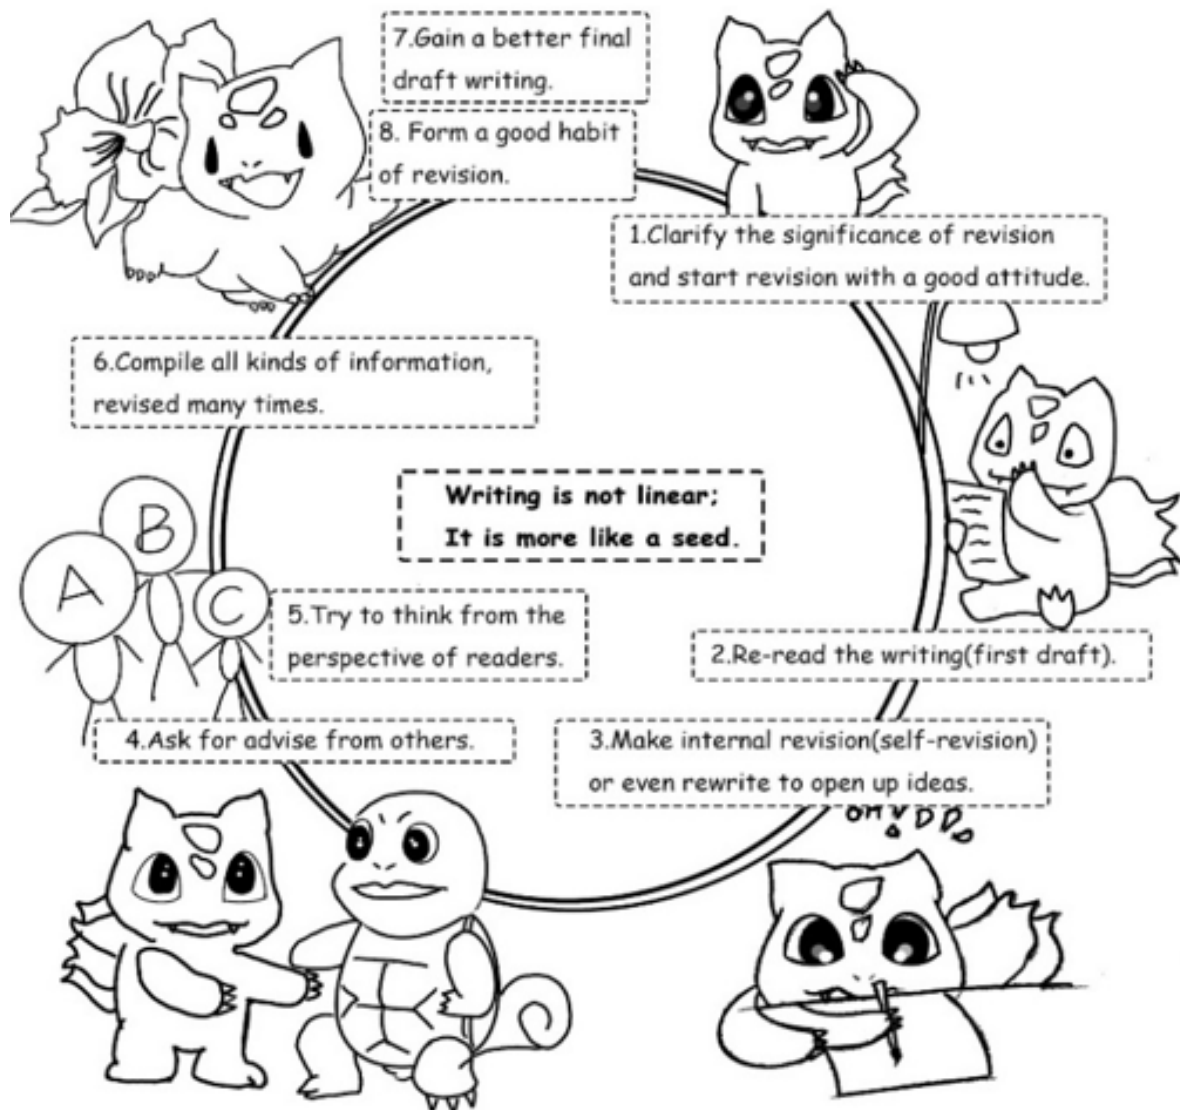 7.Gain a better final
draft writing.
8. Form a good habit
of revision.
1.Clarify the significance of revision
and start revision with a good attitude.
6.Compile all kinds of information,
revised many times.
Writing is not linear;
It is more like a seed.
A
B
C
5.Try to think from the
perspective of readers.
2.Re-read the writing(first draft).
4.Ask for advise from others.
3.Make internal revision(self-revision)
or even rewrite to open up ideas.